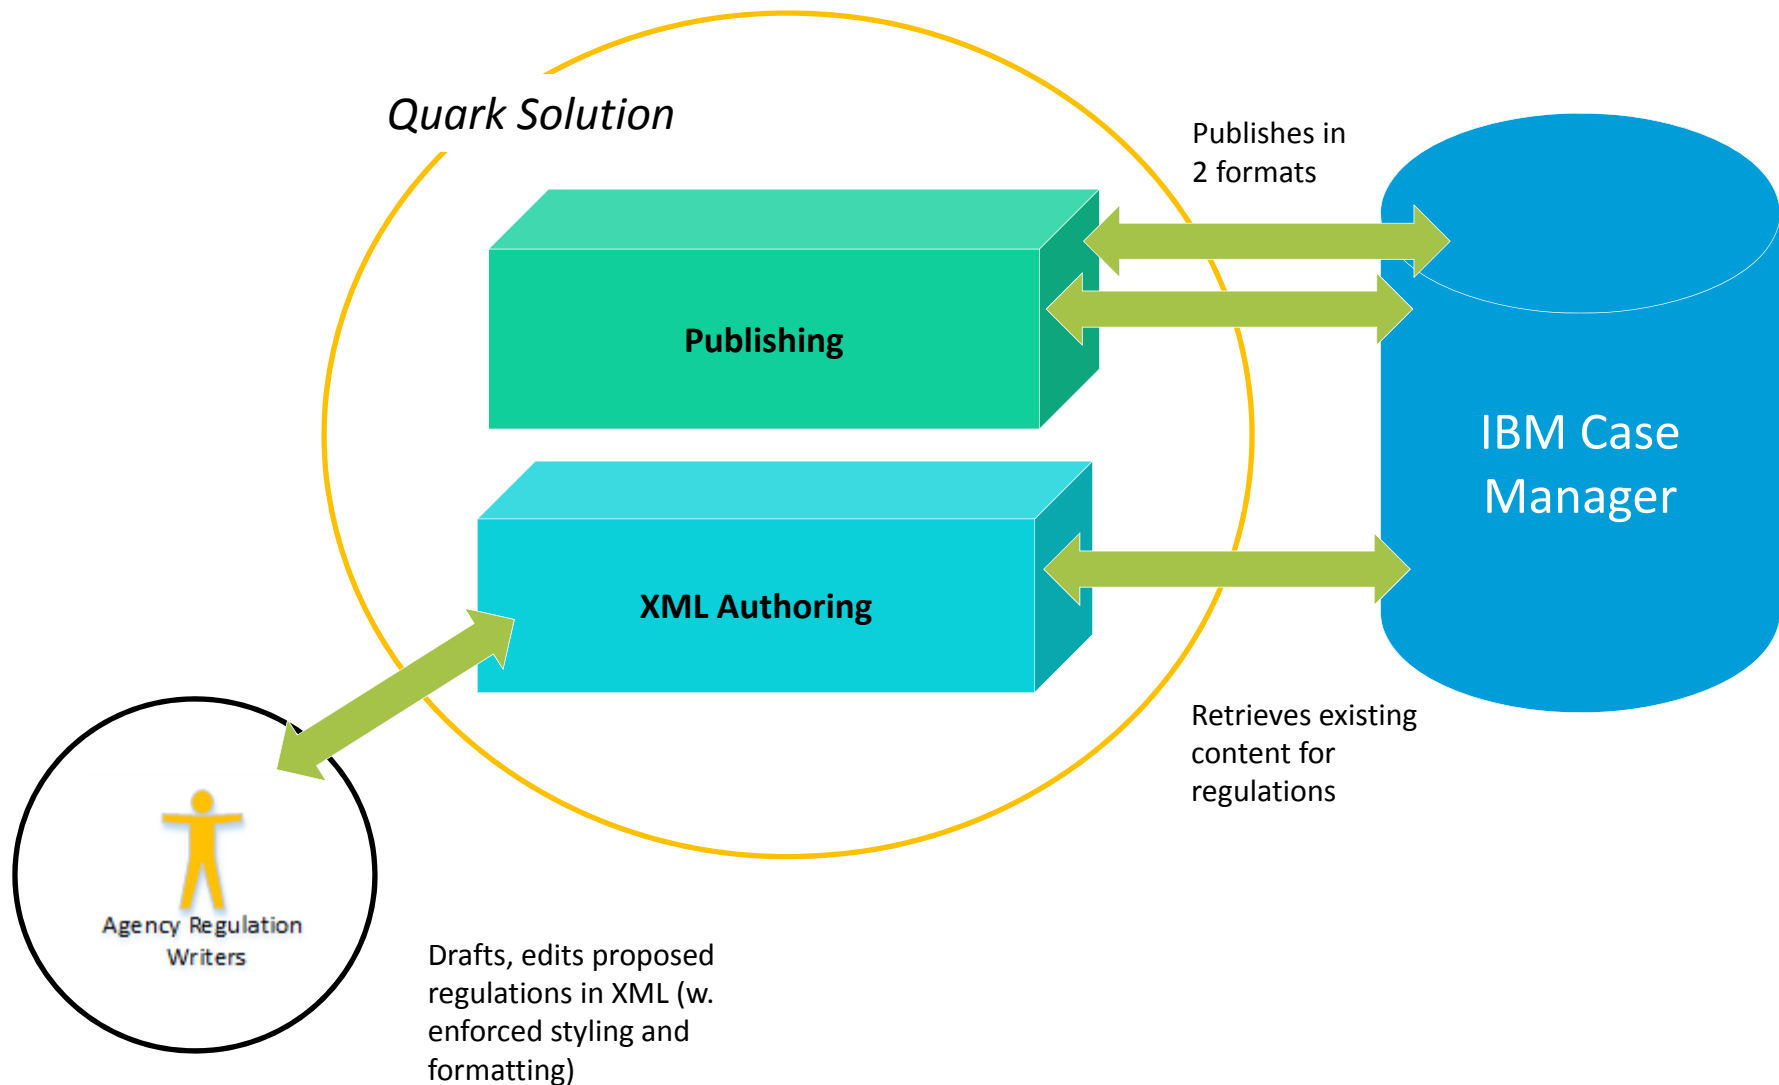 Quark Solution
Publishes in
2 formats
Publishing
IBM Case
Manager
XML Authoring
Retrieves existing
content for
regulations
Agency Regulation
Writers
Drafts, edits proposed
regulations in XML (w.
enforced styling and
formatting)